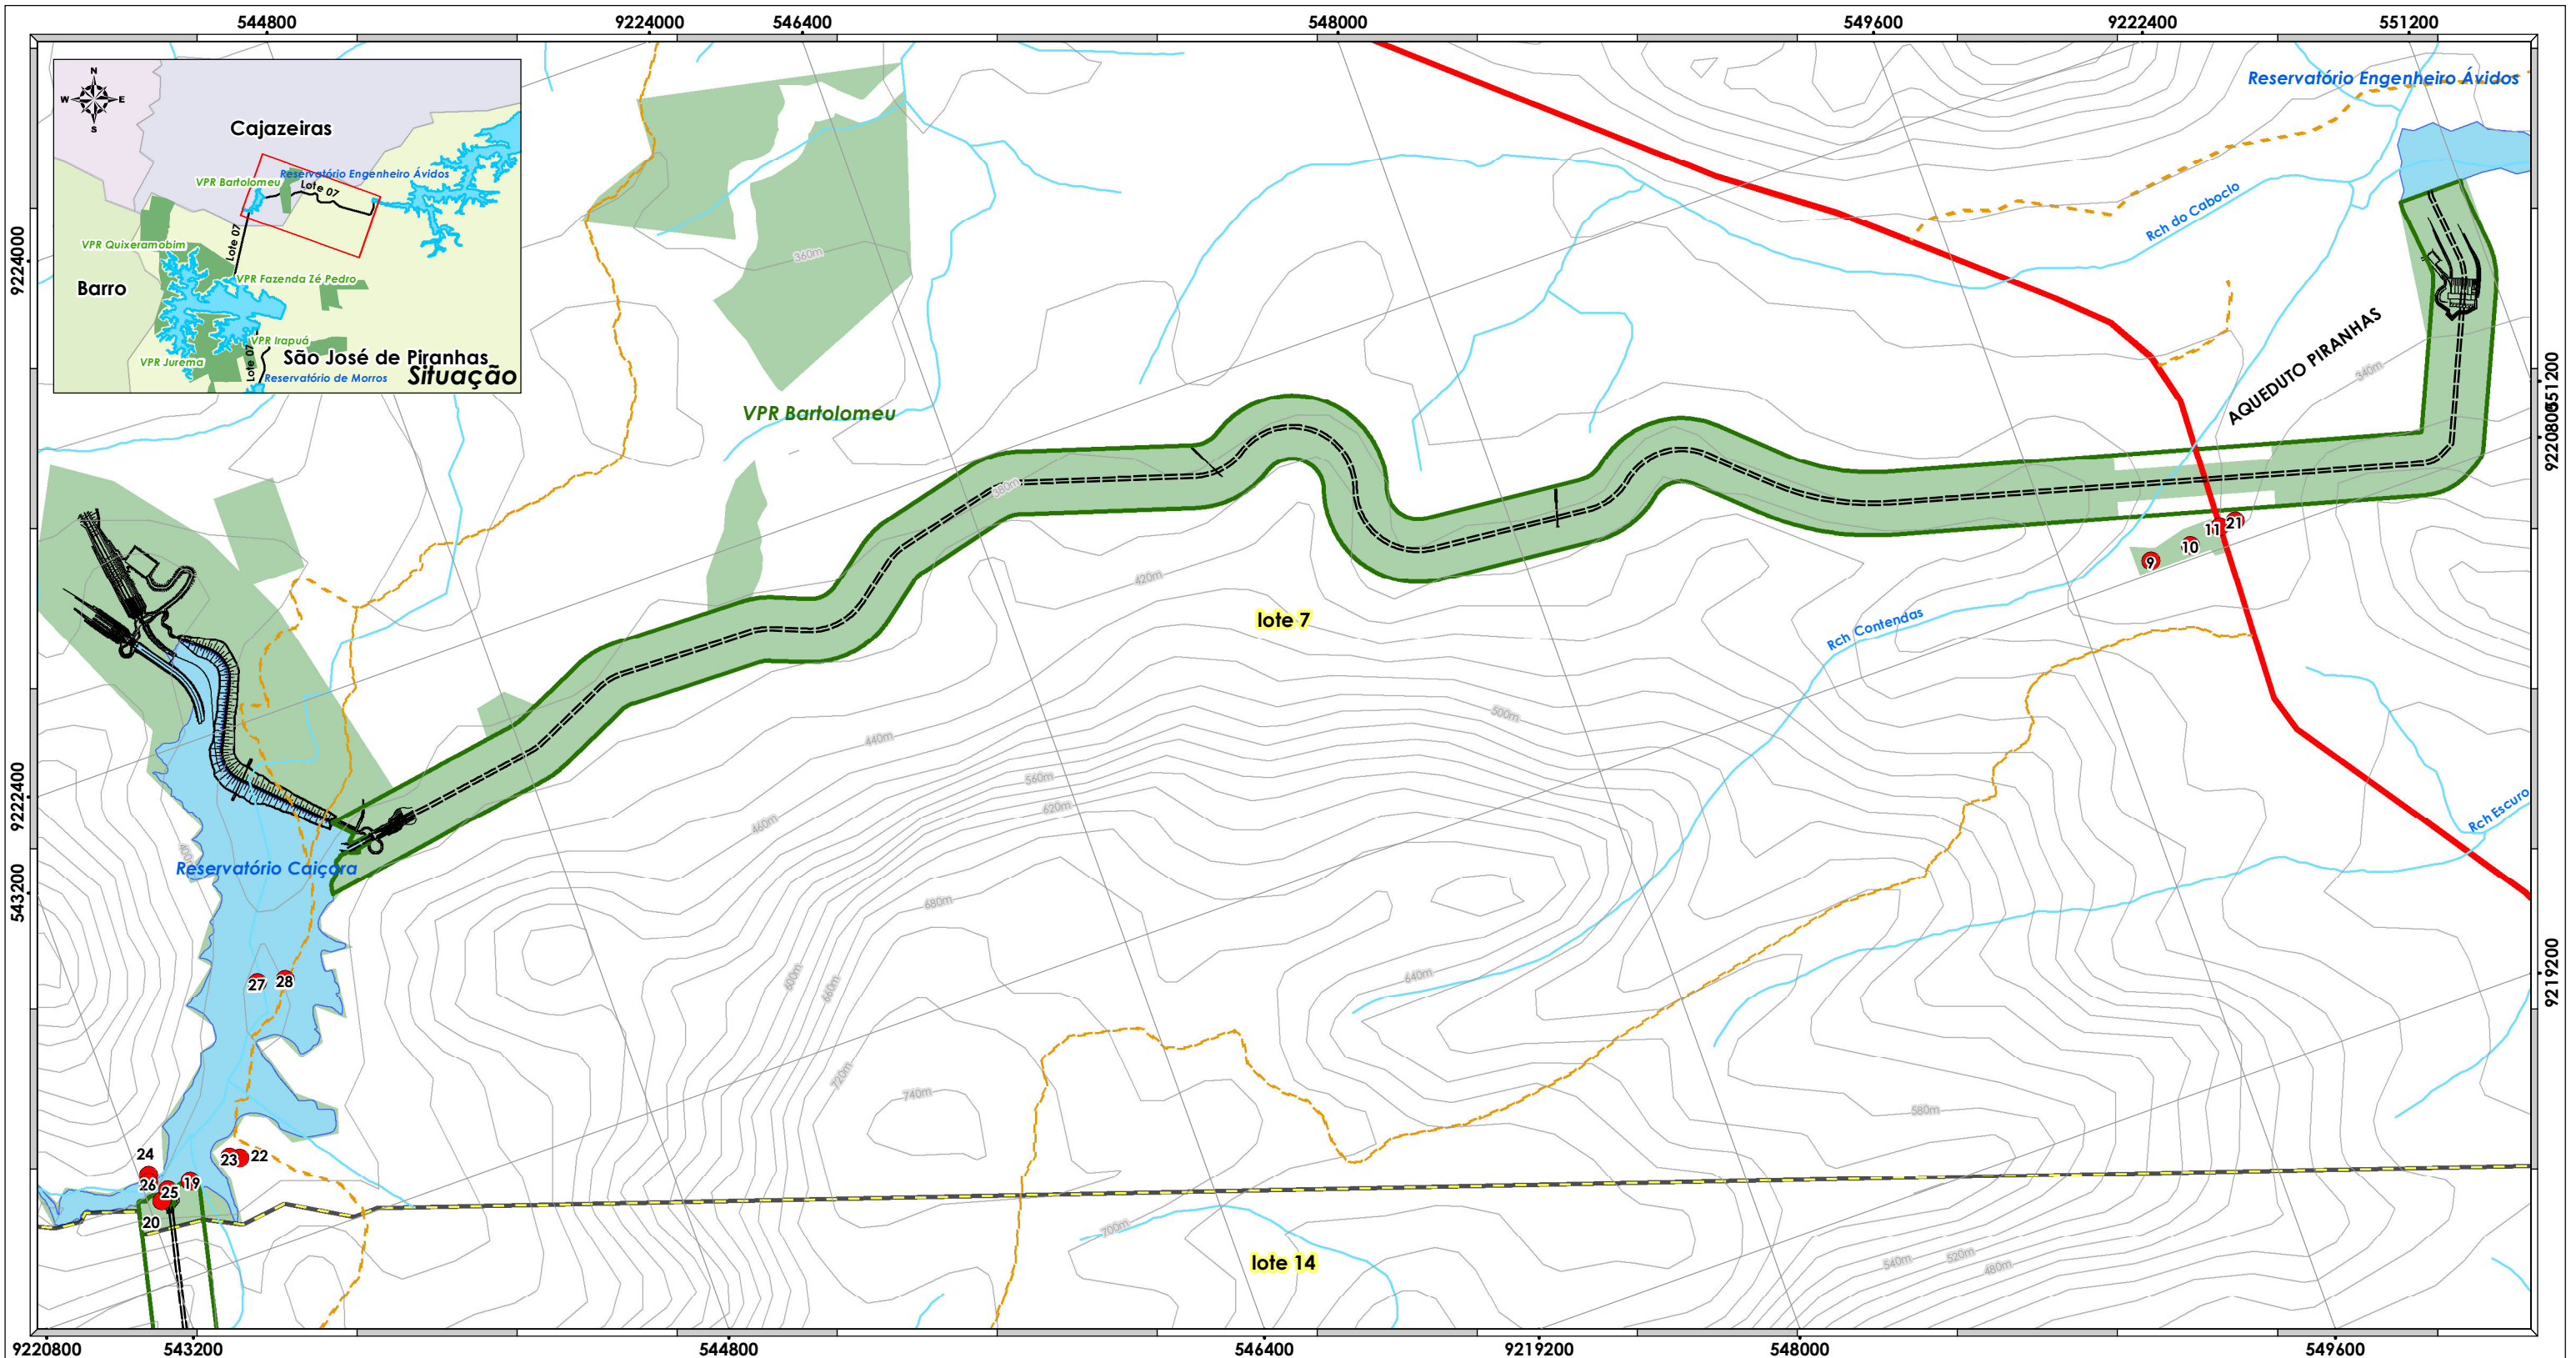 544800
9224000
546400
548000
549600
9222400
551200
N
W
E
S
Cajazeiras
Reservatório Engenheiro Ávidos
VPR Bartolomeu
Lote 07
VPR Quixeramobim
Lote 07
VPR Fazenda Zé Pedro
Barro
VPR Irapuá
VPR Jurema
Lote 07
São José de Piranhas
Situação
Reservatório de Morros
Reservatório Engenheiro Ávidos
Rch do Caboclo
9224000
360m
AQUEDUTO PIRANHAS
340m
551200
9220800
VPR Bartolomeu
380m
11
21
10
9
420m
lote 7
Rch Contendas
500m
440m
560m
620m
460m
9222400
Rch Escuro
400m
Reservatório Caiçara
543200
680m
640m
600m
660m
9219200
27
28
720m
740m
580m
24
23
22
26
25
19
20
700m
lote 14
540m
520m
480m
9220800
543200
544800
546400
9219200
548000
549600